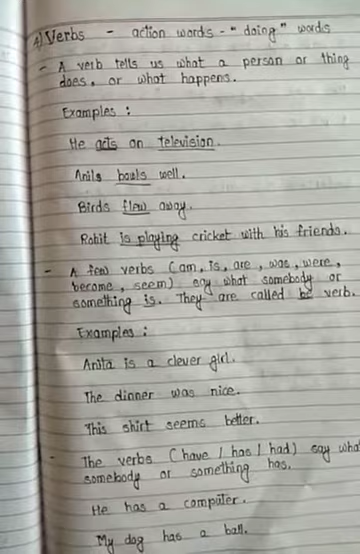 4) Verbs - action words - "doing" words
- A verb tells us what a person or thing
does, or what happens.
Examples :
He acts on television.
Anita bowls well.
Birds flew away.
Rohit is playing cricket with his friends.
- A few verbs (am, is, are, was, were,
become, seem) say what somebody or
something is. They are called be verb.
Examples :
Anita is a clever girl.
The dinner was nice.
This shirt seems better.
- The verbs (have / has / had) say what
somebody or something has.
He has a computer.
My dog has a ball.